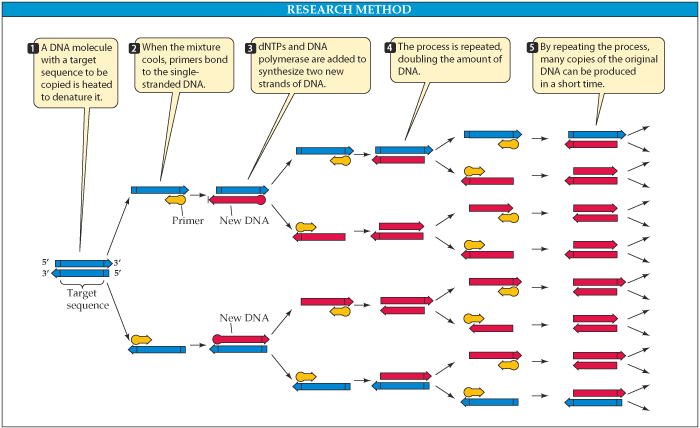 RESEARCH METHOD
1 A DNA molecule
with a target
sequence to be
copied is heated
to denature it.
2 When the mixture
cools, primers bond
to the single-
stranded DNA.
3 dNTPs and DNA
polymerase are added to
synthesize two new
strands of DNA.
4 The process is repeated,
doubling the amount of
DNA.
5 By repeating the process,
many copies of the original
DNA can be produced
in a short time.
Primer
New DNA
5′ 3′
3′ 5′
Target
sequence
New DNA